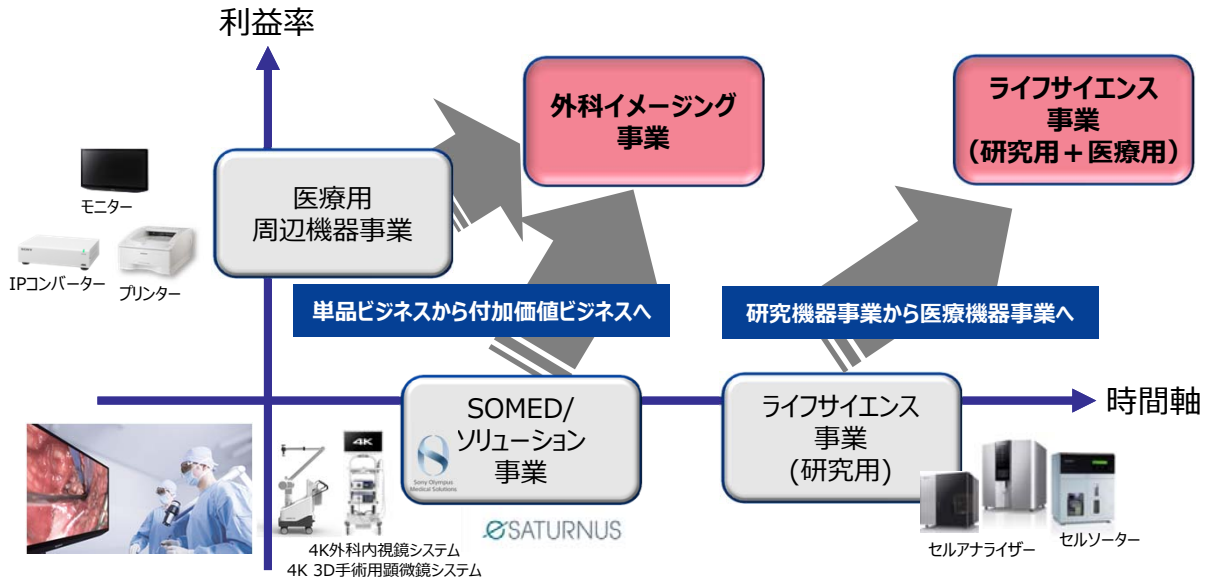 利益率
外科イメージング
事業
ライフサイエンス
事業
（研究用＋医療用）
医療用
周辺機器事業
モニター
IPコンバーター
プリンター
単品ビジネスから付加価値ビジネスへ
研究機器事業から医療機器事業へ
時間軸
SOMED/
ソリューション
事業
Sony Olympus
Medical Solutions
ライフサイエンス
事業
(研究用)
4K
eSATURNUS
4K外科内視鏡システム
4K 3D手術用顕微鏡システム
セルアナライザー
セルソーター